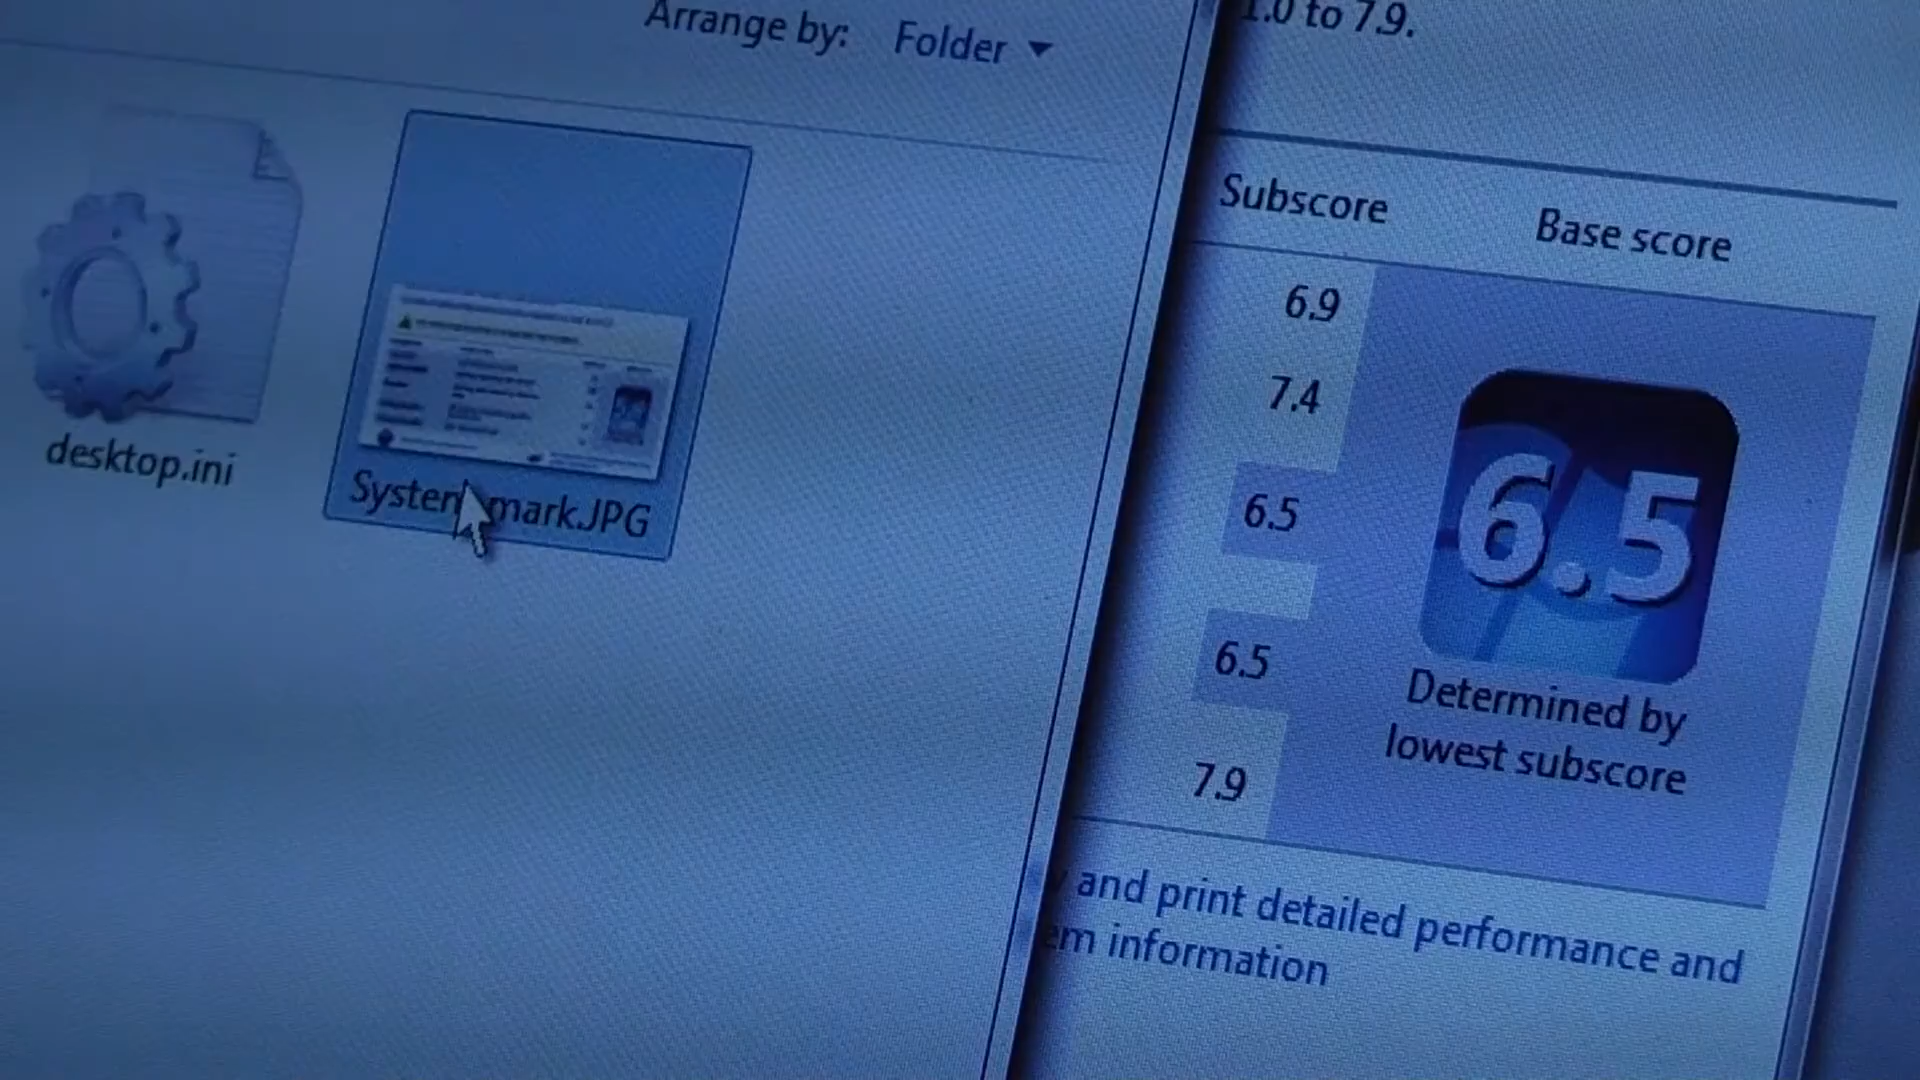 Arrange by: Folder
desktop.ini
mark.JPG
1.0 to 7.9.
Subscore Base score
6.9
7.4
6.5
6.5
7.9
6.5
Determined by
lowest subscore
and print detailed performance and
em information